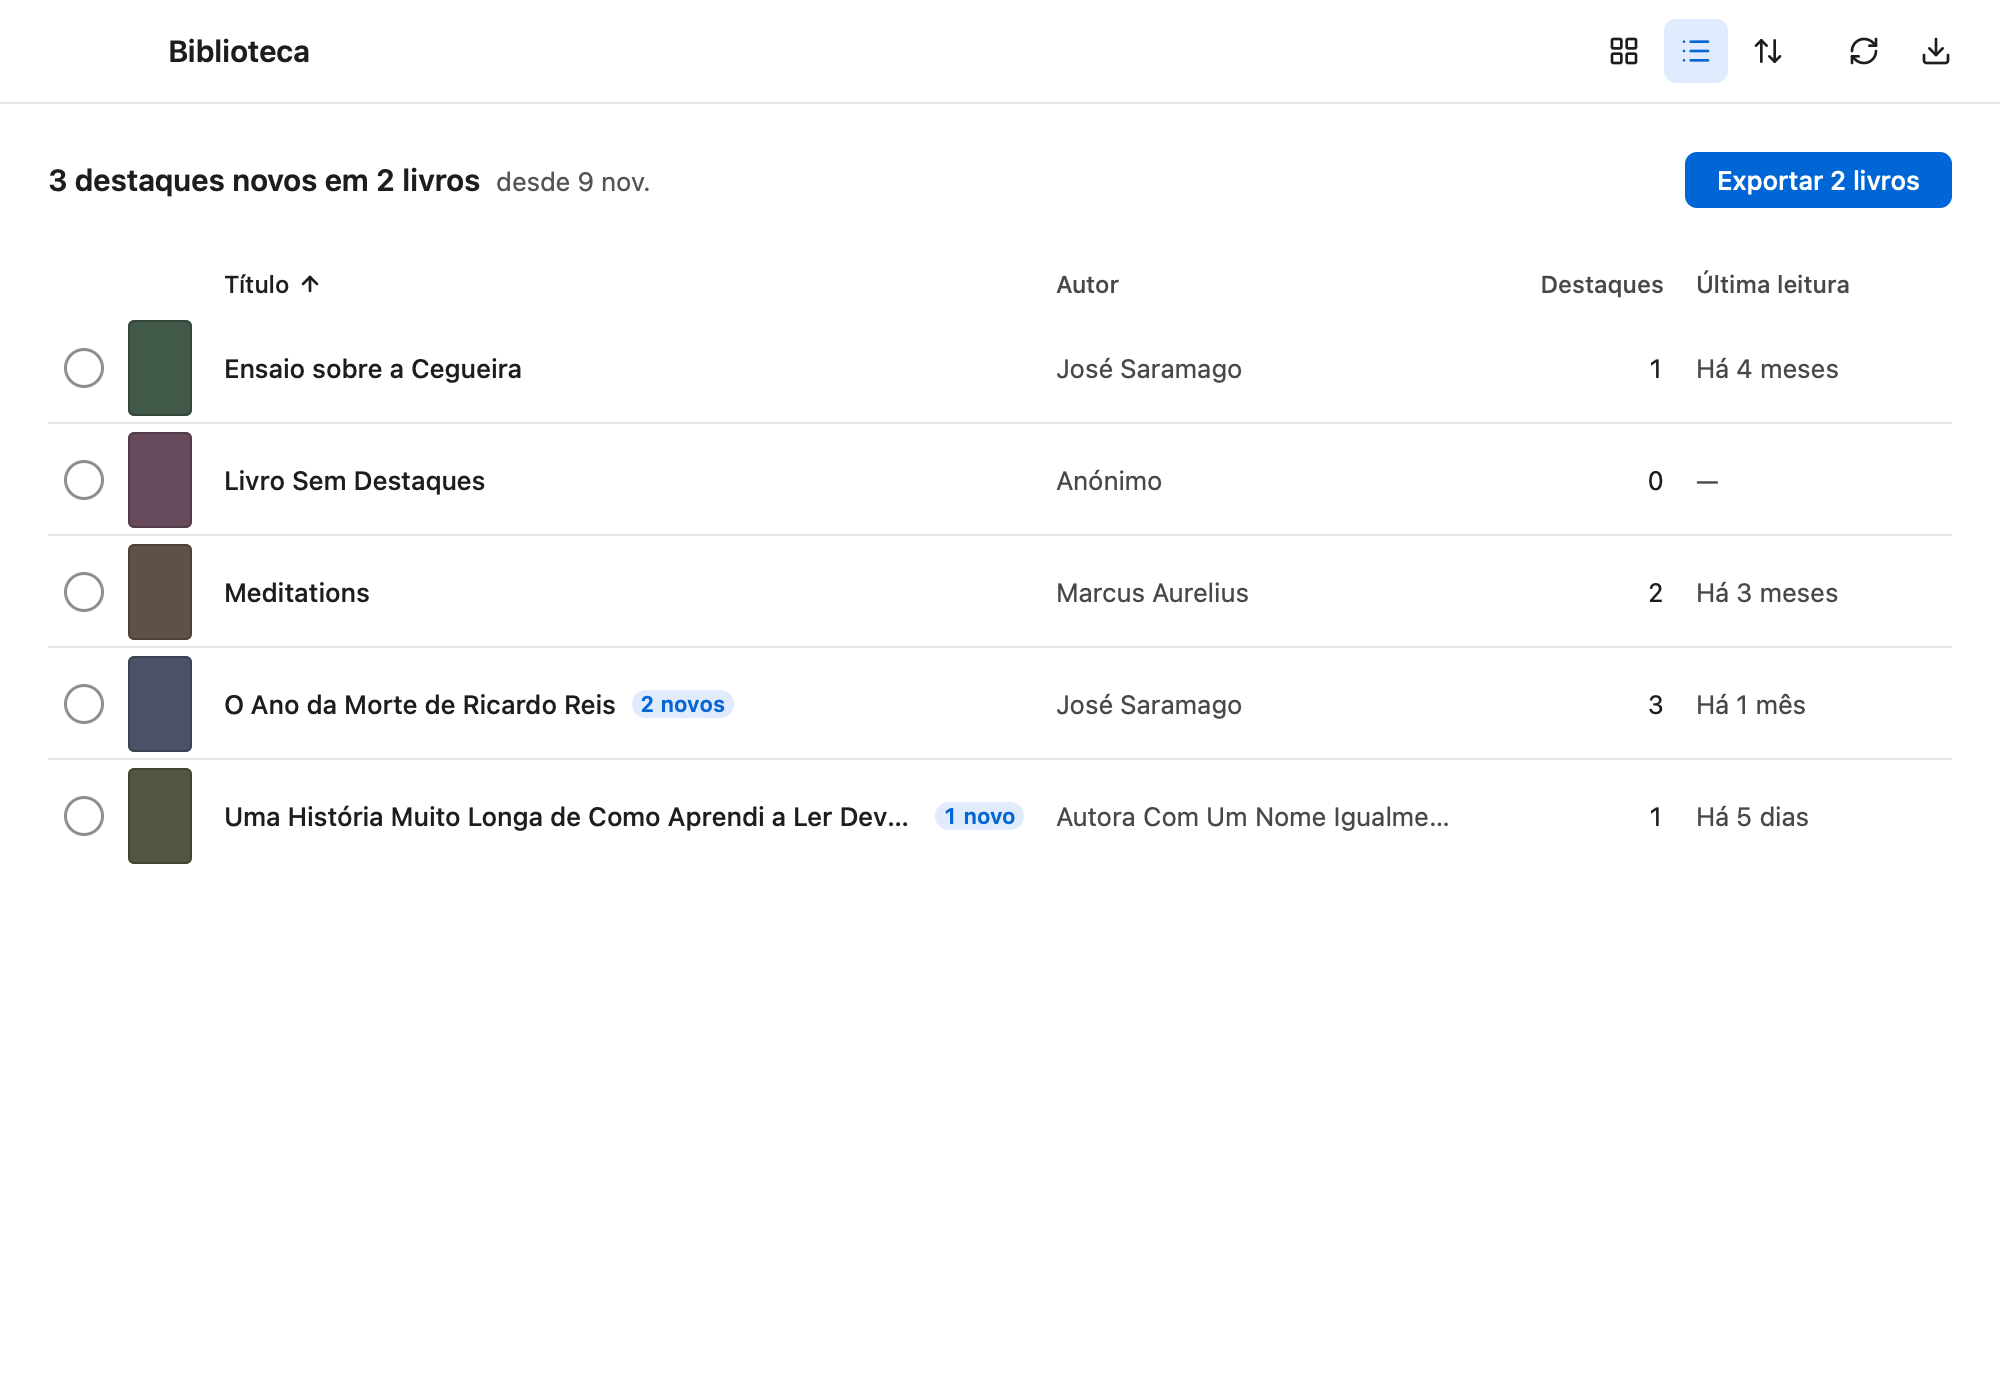 Biblioteca
3 destaques novos em 2 livros desde 9 nov.
Exportar 2 livros
Título ↑ Autor Destaques Última leitura
Ensaio sobre a Cegueira José Saramago 1 Há 4 meses
Livro Sem Destaques Anónimo 0 —
Meditations Marcus Aurelius 2 Há 3 meses
O Ano da Morte de Ricardo Reis 2 novos José Saramago 3 Há 1 mês
Uma História Muito Longa de Como Aprendi a Ler Dev... 1 novo Autora Com Um Nome Igualme... 1 Há 5 dias